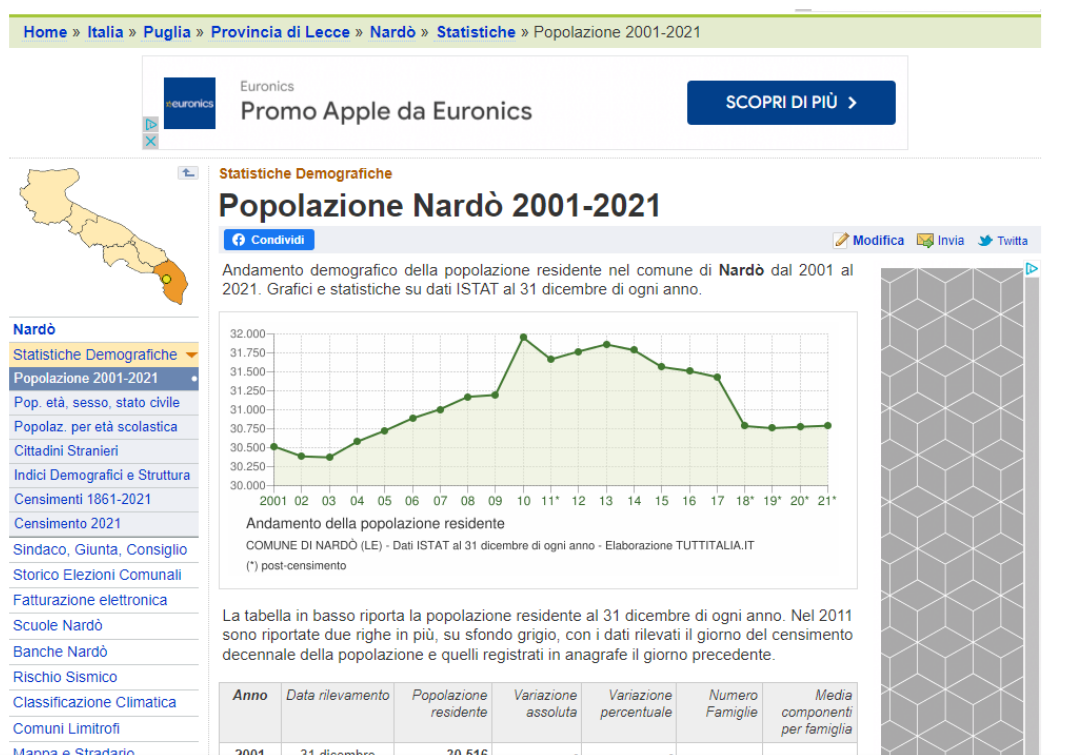 Home » Italia » Puglia » Provincia di Lecce » Nardò » Statistiche » Popolazione 2001-2021
Euronics
euronics
Promo Apple da Euronics
SCOPRI DI PIÙ
Statistiche Demografiche
Popolazione Nardò 2001-2021
Condividi
Modifica
Invia
Twitta
Andamento demografico della popolazione residente nel comune di Nardò dal 2001 al
2021. Grafici e statistiche su dati ISTAT al 31 dicembre di ogni anno.
Nardò
Statistiche Demografiche
Popolazione 2001-2021
Pop. età, sesso, stato civile
Popolaz. per età scolastica
Cittadini Stranieri
Indici Demografici e Struttura
Censimenti 1861-2021
Censimento 2021
Sindaco, Giunta, Consiglio
Storico Elezioni Comunali
Fatturazione elettronica
Scuole Nardò
Banche Nardò
Rischio Sismico
Classificazione Climatica
Comuni Limitrofi
Mappa e Stradario
32.000
31.750
31.500
31.250
31.000
30.750
30.500
30.250
30.000
2001 02 03 04 05 06 07 08 09 10 11* 12 13 14 15 16 17 18* 19* 20* 21*
Andamento della popolazione residente
COMUNE DI NARDÒ (LE) - Dati ISTAT al 31 dicembre di ogni anno - Elaborazione TUTTITALIA.IT
(*) post-censimento
La tabella in basso riporta la popolazione residente al 31 dicembre di ogni anno. Nel 2011
sono riportate due righe in più, su sfondo grigio, con i dati rilevati il giorno del censimento
decennale della popolazione e quelli registrati in anagrafe il giorno precedente.
Anno Data rilevamento Popolazione Variazione Variazione Numero Media
residente assoluta percentuale Famiglie componenti
per famiglia
2001 31 dicembre 30.516 - - - -